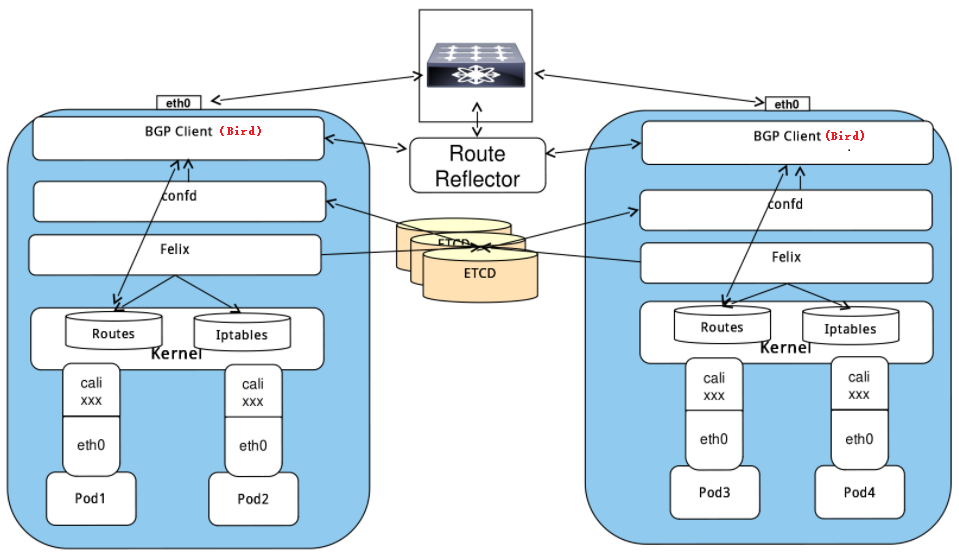 eth0
eth0
BGP Client (Bird)
BGP Client (Bird)
Route
Reflector
confd
confd
ETCD
ETCD
Felix
Felix
Routes
Iptables
Kernel
Routes
Iptables
Kernel
cali
xxx
cali
xxx
cali
xxx
cali
xxx
eth0
eth0
eth0
eth0
Pod1
Pod2
Pod3
Pod4